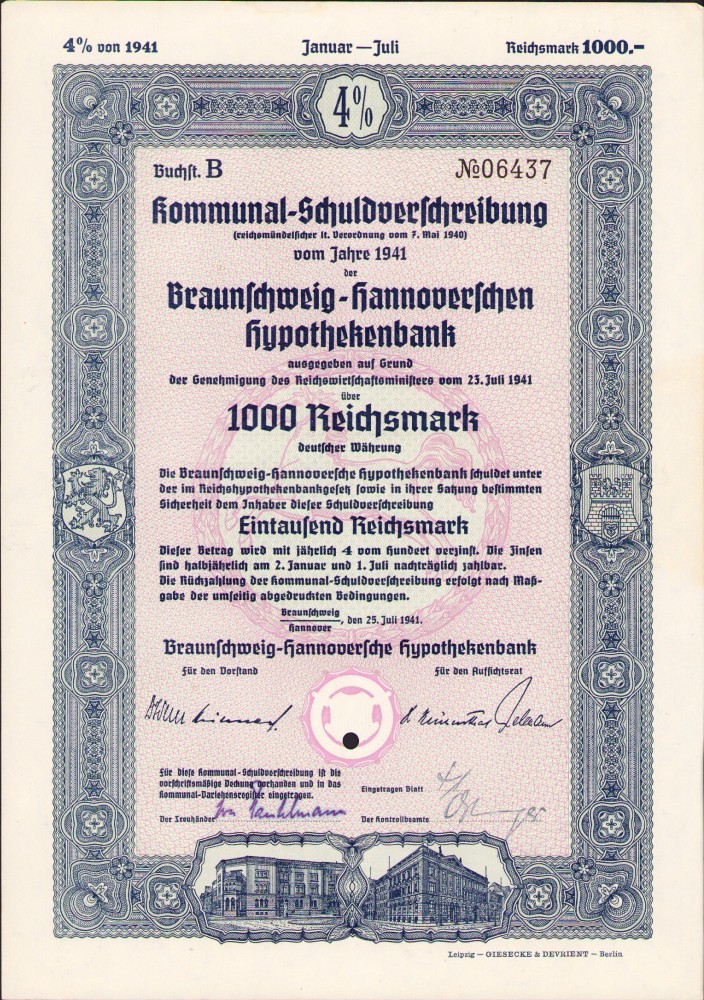 4% von 1941 Januar—Juli Reichsmark 1000.-
4%
Buchst. B №06437
Kommunal-Schuldverschreibung
(reichsmündelsicher lt. Verordnung vom 7. Mai 1940)
vom Jahre 1941
der
Braunschweig-Hannoverschen
Hypothekenbank
ausgegeben auf Grund
der Genehmigung des Reichswirtschaftsministers vom 23. Juli 1941
über
1000 Reichsmark
deutscher Währung
Die Braunschweig-Hannoversche Hypothekenbank schuldet unter
der im Reichshypothekenbankgesetz sowie in ihrer Satzung bestimmten
Sicherheit dem Inhaber dieser Schuldverschreibung
Eintausend Reichsmark
Dieser Betrag wird mit jährlich 4 vom Hundert verzinst. Die Zinsen
sind halbjährlich am 2. Januar und 1. Juli nachträglich zahlbar.
Die Rückzahlung der Kommunal-Schuldverschreibung erfolgt nach Maß-
gabe der umseitig abgedruckten Bedingungen.
Braunschweig
Hannover, den 25. Juli 1941.
Braunschweig-Hannoversche Hypothekenbank
Für den Vorstand Für den Aufsichtsrat
Für diese Kommunal-Schuldverschreibung ist die
vorschriftsmäßige Deckung vorhanden und in das
Kommunal-Darlehensregister eingetragen.
Eingetragen Blatt
Der Treuhänder Der Kontrollbeamte
Leipzig — GIESECKE & DEVRIENT — Berlin